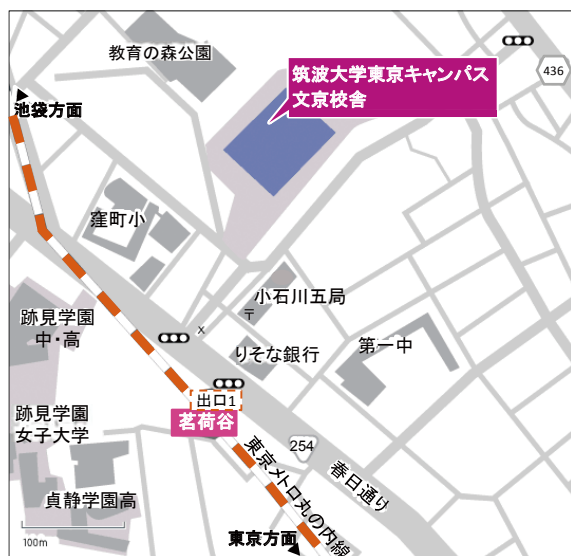 教育の森公園
筑波大学東京キャンパス
文京校舎
436
池袋方面
窪町小
小石川五局
〒
x
跡見学園
中・高
りそな銀行
第一中
出口1
茗荷谷
跡見学園
女子大学
254
東京メトロ丸の内線
春日通り
貞静学園高
100m
東京方面